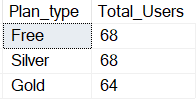 Plan_type Total_Users
Free 68
Silver 68
Gold 64